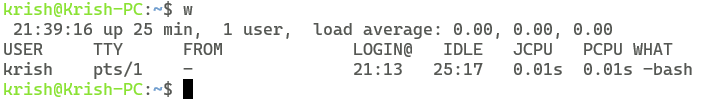 krish@Krish-PC:~$ w
 21:39:16 up 25 min,  1 user,  load average: 0.00, 0.00, 0.00
USER     TTY      FROM             LOGIN@   IDLE   JCPU   PCPU WHAT
krish    pts/1    -                21:13   25:17   0.01s  0.01s -bash
krish@Krish-PC:~$